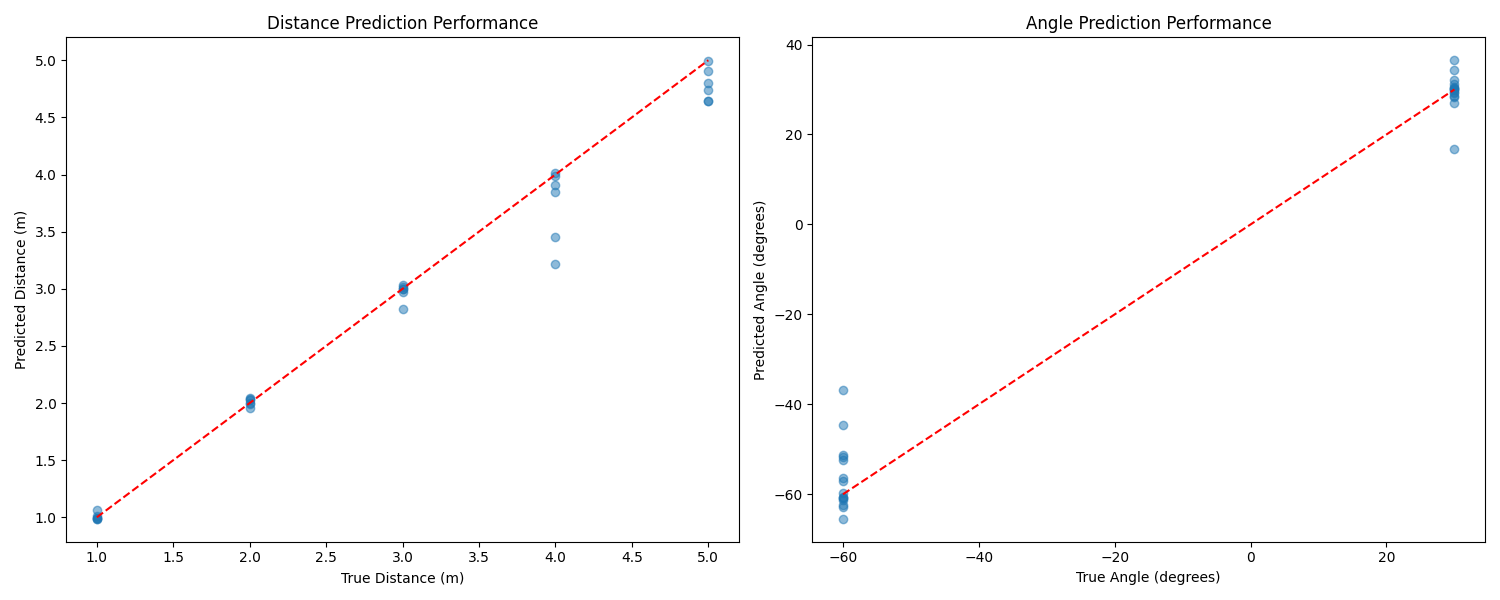 Distance Prediction Performance
5.0
4.5
4.0
3.5
3.0
2.5
2.0
1.5
1.0
Predicted Distance (m)
1.0 1.5 2.0 2.5 3.0 3.5 4.0 4.5 5.0
True Distance (m)
Angle Prediction Performance
40
20
0
−20
−40
−60
Predicted Angle (degrees)
−60 −40 −20 0 20
True Angle (degrees)